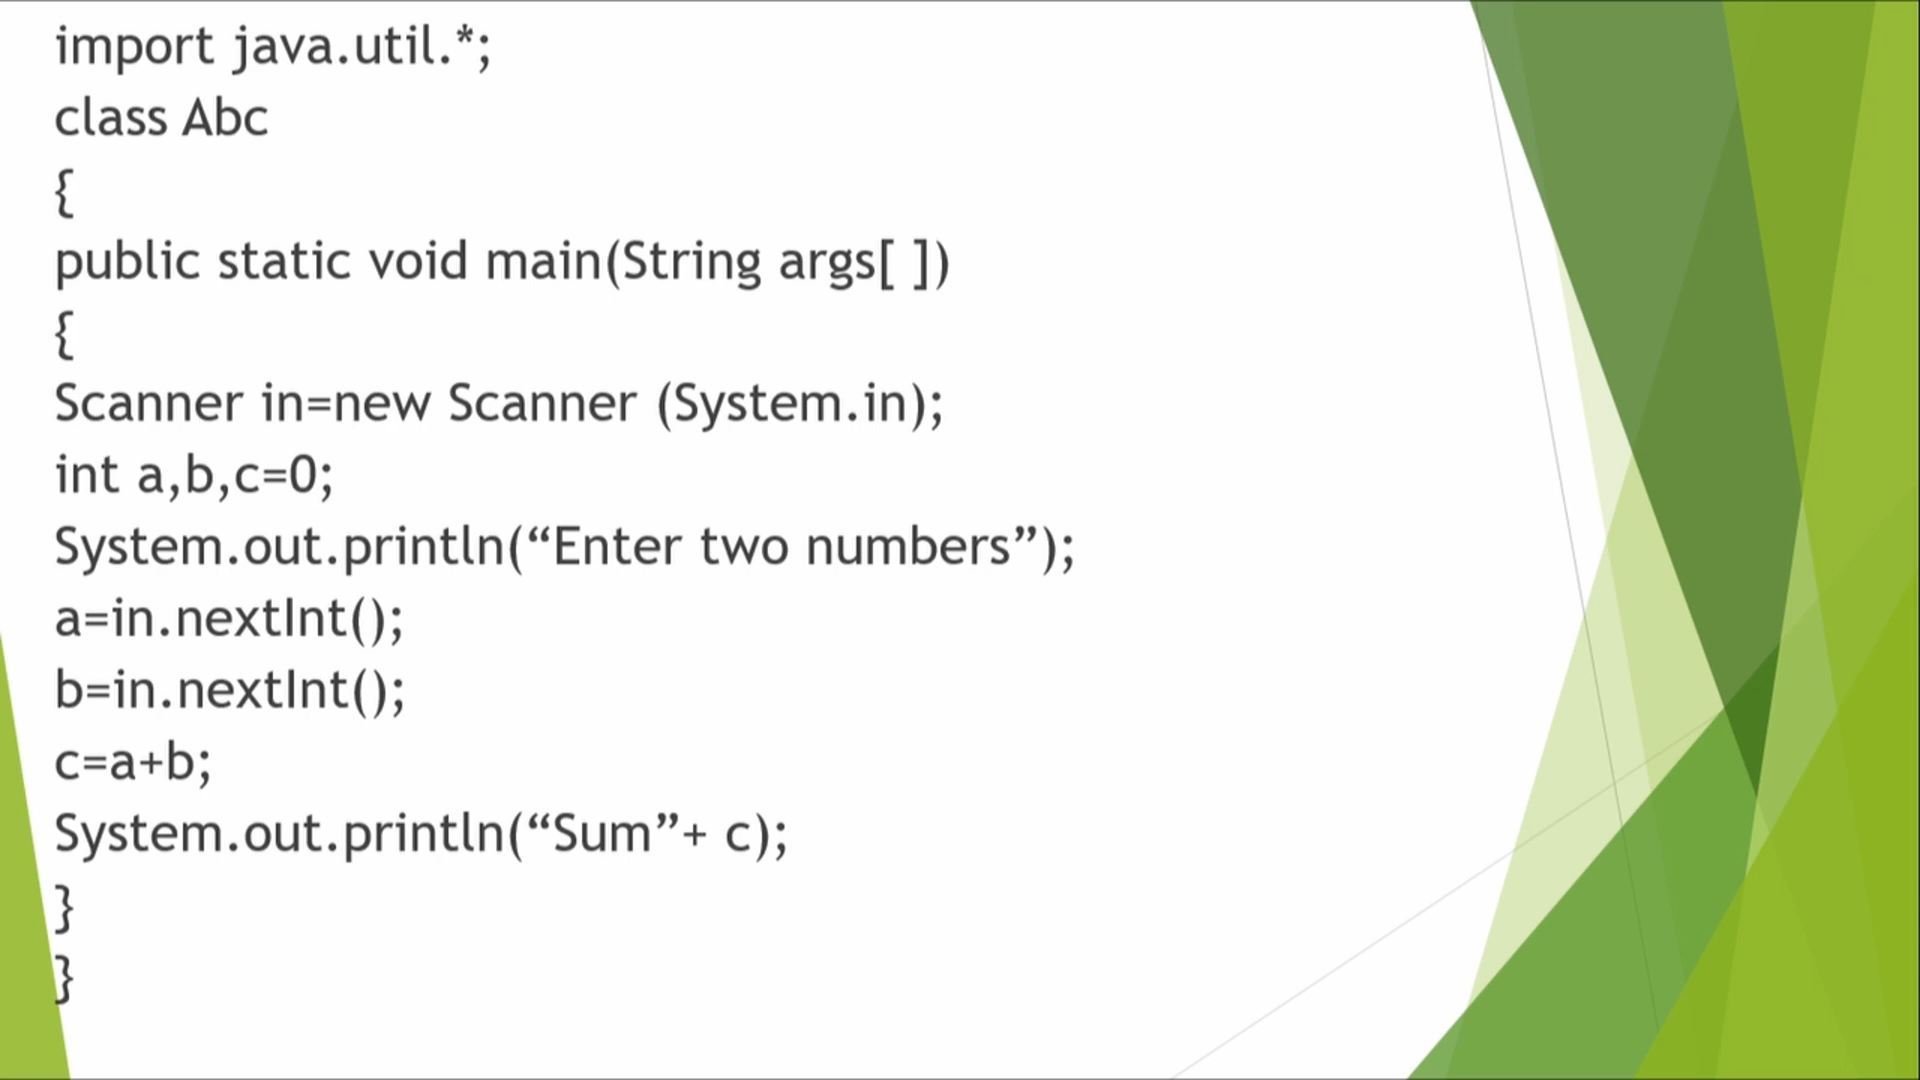 import java.util.*;
class Abc
{
public static void main(String args[ ])
{
Scanner in=new Scanner (System.in);
int a,b,c=0;
System.out.println(“Enter two numbers”);
a=in.nextInt();
b=in.nextInt();
c=a+b;
System.out.println(“Sum”+ c);
}
}